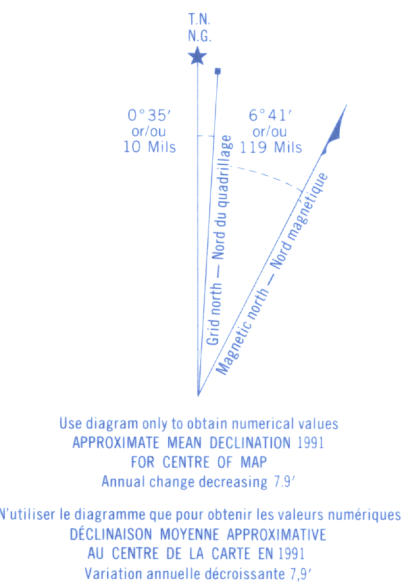 T.N.
N.G.
0°35′
or/ou
10 Mils
6°41′
or/ou
119 Mils
Grid north — Nord du quadrillage
Magnetic north — Nord magnetique
Use diagram only to obtain numerical values
APPROXIMATE MEAN DECLINATION 1991
FOR CENTRE OF MAP
Annual change decreasing 7.9′
N'utiliser le diagramme que pour obtenir les valeurs numériques
DÉCLINAISON MOYENNE APPROXIMATIVE
AU CENTRE DE LA CARTE EN 1991
Variation annuelle décroissante 7,9′